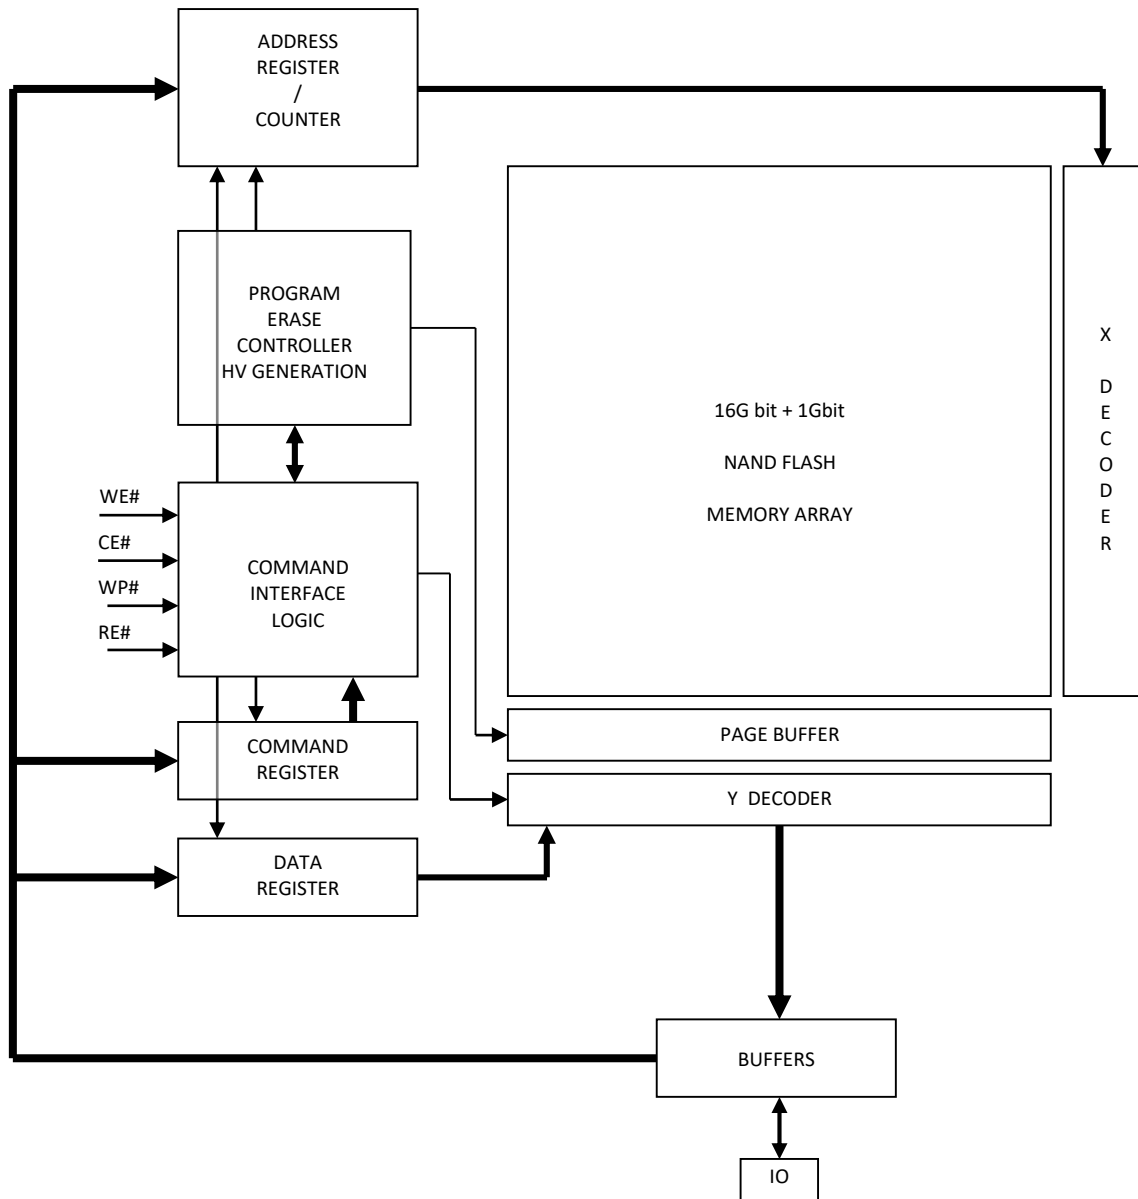 ADDRESS
REGISTER
/
COUNTER
PROGRAM
ERASE
CONTROLLER
HV GENERATION
16G bit + 1Gbit
NAND FLASH
MEMORY ARRAY
X
D
E
C
O
D
E
R
WE#
CE#
WP#
RE#
COMMAND
INTERFACE
LOGIC
COMMAND
REGISTER
PAGE BUFFER
Y DECODER
DATA
REGISTER
BUFFERS
IO